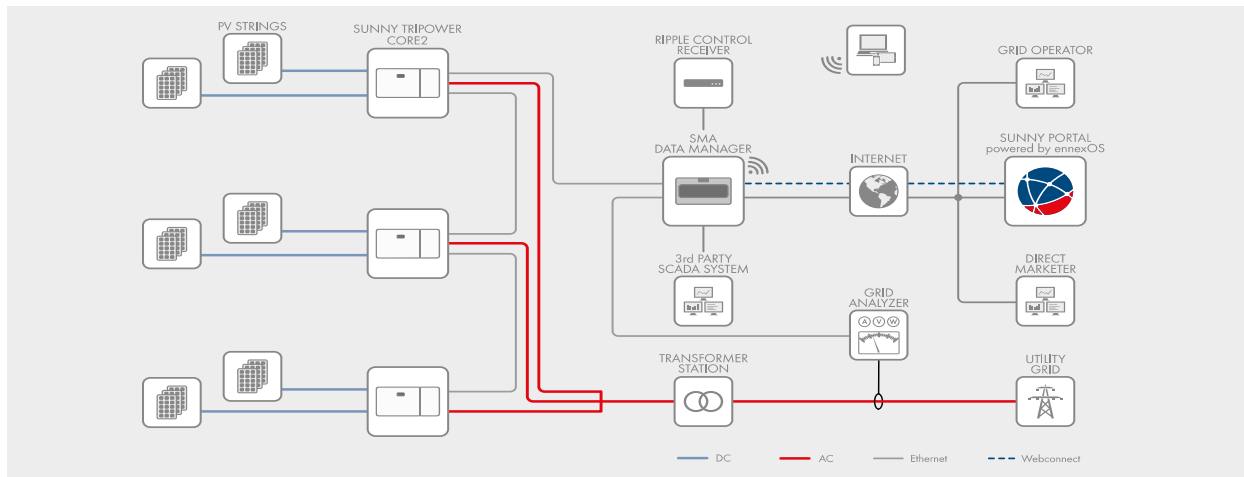 PV STRINGS
SUNNY TRIPOWER
CORE2
RIPPLE CONTROL
RECEIVER
GRID OPERATOR
SMA
DATA MANAGER
INTERNET
SUNNY PORTAL
powered by ennexOS
3rd PARTY
SCADA SYSTEM
DIRECT
MARKETER
GRID
ANALYZER
A V W
TRANSFORMER
STATION
UTILITY
GRID
DC
AC
Ethernet
Webconnect